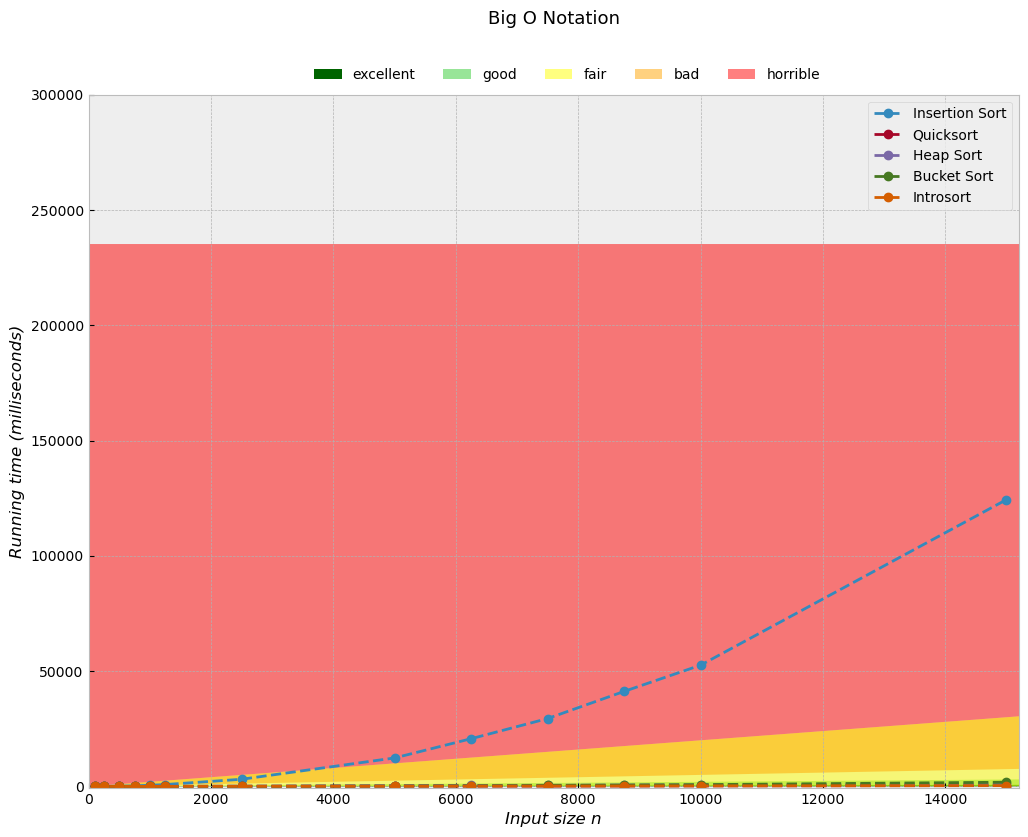 Big O Notation
excellent good fair bad horrible
Insertion Sort
Quicksort
Heap Sort
Bucket Sort
Introsort
300000
250000
200000
150000
100000
50000
0
Running time (milliseconds)
0 2000 4000 6000 8000 10000 12000 14000
Input size n